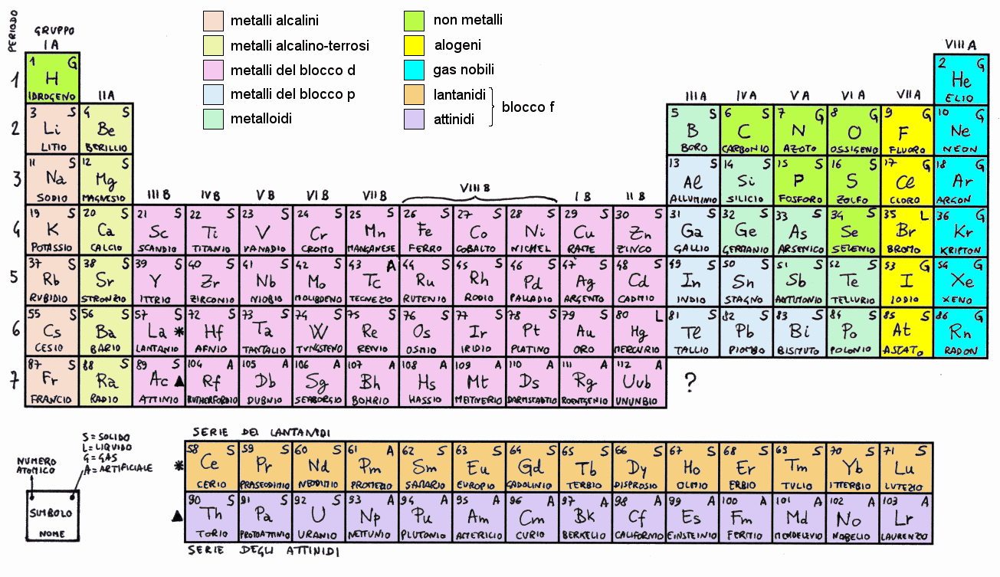 PERIODO
GRUPPO
metalli alcalini
metalli alcalino-terrosi
metalli del blocco d
metalli del blocco p
metalloidi
non metalli
alogeni
gas nobili
lantanidi
attinidi
blocco f
I A
II A
III B
IV B
V B
VI B
VII B
VIII B
I B
II B
III A
IV A
V A
VI A
VII A
VIII A
1
1 G H IDROGENO
2 G He ELIO
2
3 S Li LITIO
4 S Be BERILLIO
5 S B BORO
6 S C CARBONIO
7 G N AZOTO
8 G O OSSIGENO
9 G F FLUORO
10 G Ne NEON
3
11 S Na SODIO
12 S Mg MAGNESIO
13 S Al ALLUMINIO
14 S Si SILICIO
15 S P FOSFORO
16 S S ZOLFO
17 G Cl CLORO
18 G Ar ARGON
4
19 S K POTASSIO
20 S Ca CALCIO
21 S Sc SCANDIO
22 S Ti TITANIO
23 S V VANADIO
24 S Cr CROMO
25 S Mn MANGANESE
26 S Fe FERRO
27 S Co COBALTO
28 S Ni NICHEL
29 S Cu RAME
30 S Zn ZINCO
31 S Ga GALLIO
32 S Ge GERMANIO
33 S As ARSENICO
34 S Se SELENIO
35 L Br BROMO
36 G Kr KRIPTON
5
37 S Rb RUBIDIO
38 S Sr STRONZIO
39 S Y ITTRIO
40 S Zr ZIRCONIO
41 S Nb NIOBIO
42 S Mo MOLIBDENO
43 A Tc TECNEZIO
44 S Ru RUTENIO
45 S Rh RODIO
46 S Pd PALLADIO
47 S Ag ARGENTO
48 S Cd CADMIO
49 S In INDIO
50 S Sn STAGNO
51 S Sb ANTIMONIO
52 S Te TELLURIO
53 G I IODIO
54 G Xe XENO
6
55 S Cs CESIO
56 S Ba BARIO
57 S La * LANTANIO
72 S Hf AFNIO
73 S Ta TANTALIO
74 S W TUNGSTENO
75 S Re RENIO
76 S Os OSMIO
77 S Ir IRIDIO
78 S Pt PLATINO
79 S Au ORO
80 L Hg MERCURIO
81 S Tl TALLIO
82 S Pb PIOMBO
83 S Bi BISMUTO
84 S Po POLONIO
85 S At ASTATO
86 G Rn RADON
7
87 S Fr FRANCIO
88 S Ra RADIO
89 S Ac ▲ ATTINIO
104 A Rf RUTHERFORDIO
105 A Db DUBNIO
106 A Sg SEABORGIO
107 A Bh BOHRIO
108 A Hs HASSIO
109 A Mt MEITNERIO
110 A Ds DARMSTADTIO
111 A Rg ROENTGENIO
112 A Uub UNUNBIO
?
S = SOLIDO
L = LIQUIDO
G = GAS
A = ARTIFICIALE
NUMERO
ATOMICO
SIMBOLO
NOME
SERIE DEI LANTANIDI
*
58 S Ce CERIO
59 S Pr PRASEODIMIO
60 S Nd NEODIMIO
61 A Pm PROMEZIO
62 S Sm SAMARIO
63 S Eu EUROPIO
64 S Gd GADOLINIO
65 S Tb TERBIO
66 S Dy DISPROSIO
67 S Ho OLMIO
68 S Er ERBIO
69 S Tm TULIO
70 S Yb ITTERBIO
71 S Lu LUTEZIO
▲
90 S Th TORIO
91 S Pa PROTOATTINIO
92 S U URANIO
93 A Np NETTUNIO
94 A Pu PLUTONIO
95 A Am AMERICIO
96 A Cm CURIO
97 A Bk BERKELIO
98 A Cf CALIFORNIO
99 A Es EINSTEINIO
100 A Fm FERMIO
101 A Md MENDELEVIO
102 A No NOBELIO
103 A Lr LAURENZIO
SERIE DEGLI ATTINIDI